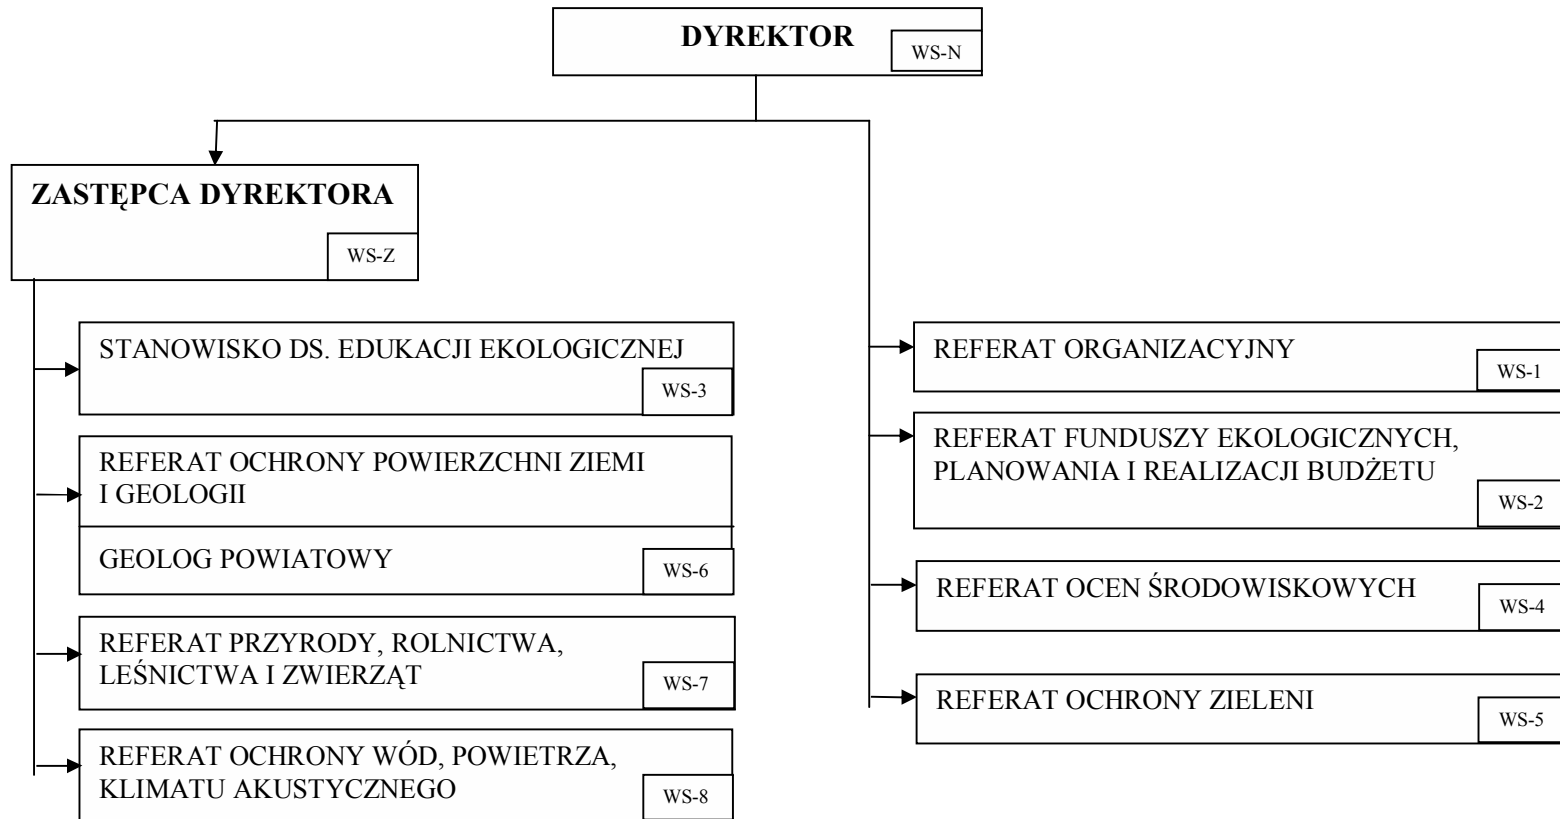 DYREKTOR
WS-N
ZASTĘPCA DYREKTORA
WS-Z
STANOWISKO DS. EDUKACJI EKOLOGICZNEJ
WS-3
REFERAT OCHRONY POWIERZCHNI ZIEMI
I GEOLOGII
GEOLOG POWIATOWY
WS-6
REFERAT PRZYRODY, ROLNICTWA,
LEŚNICTWA I ZWIERZĄT
WS-7
REFERAT OCHRONY WÓD, POWIETRZA,
KLIMATU AKUSTYCZNEGO
WS-8
REFERAT ORGANIZACYJNY
WS-1
REFERAT FUNDUSZY EKOLOGICZNYCH,
PLANOWANIA I REALIZACJI BUDŻETU
WS-2
REFERAT OCEN ŚRODOWISKOWYCH
WS-4
REFERAT OCHRONY ZIELENI
WS-5